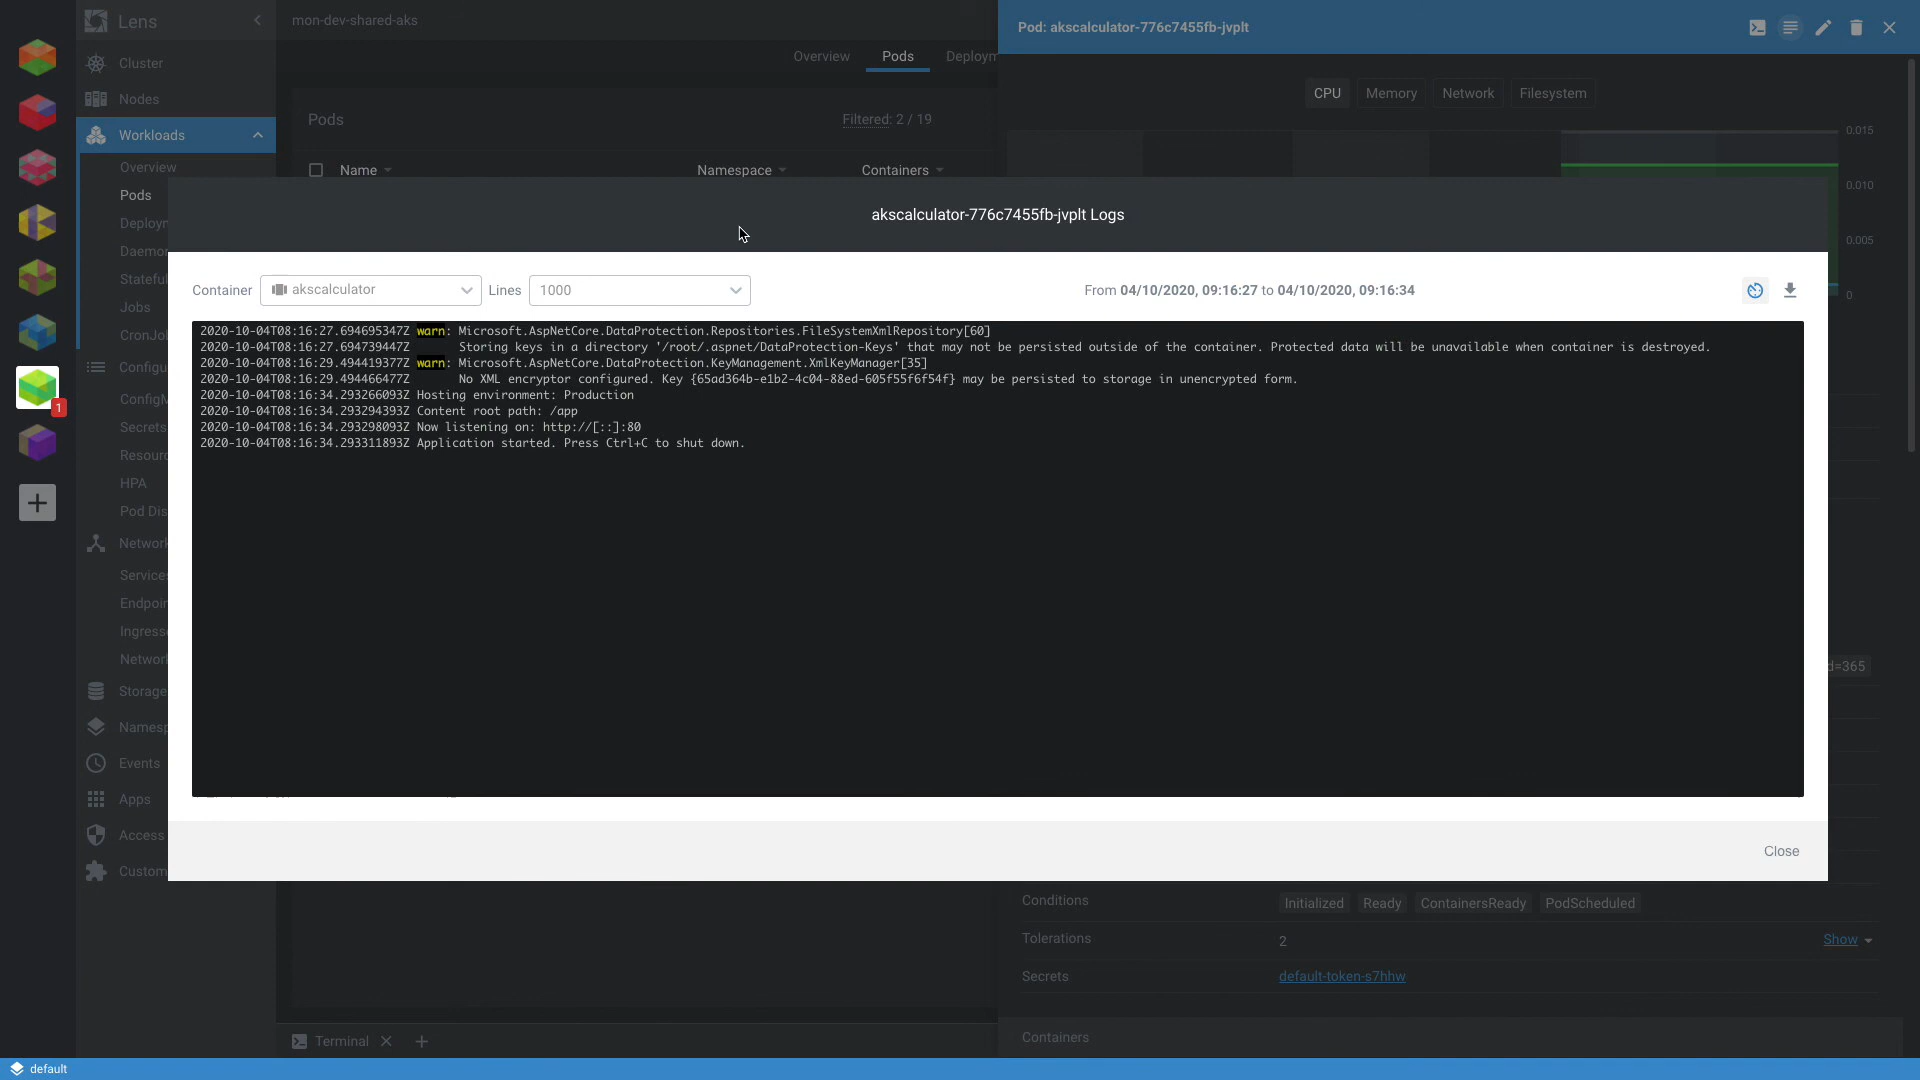 Lens
mon-dev-shared-aks
Pod: akscalculator-776c7455fb-jvplt
Cluster
Nodes
Workloads
Overview
Pods
Deploym
Daemon
Stateful
Jobs
CronJob
Configu
ConfigM
Secrets
Resourc
HPA
Pod Dis
Network
Services
Endpoin
Ingresse
Network
Storage
Namesp
Events
Apps
Access
Custom
1
Overview
Pods
Deploym
Pods
Filtered: 2 / 19
Name
Namespace
Containers
CPU
Memory
Network
Filesystem
0.015
0.010
0.005
0
akscalculator-776c7455fb-jvplt Logs
Container
akscalculator
Lines
1000
From 04/10/2020, 09:16:27 to 04/10/2020, 09:16:34
2020-10-04T08:16:27.694695347Z warn: Microsoft.AspNetCore.DataProtection.Repositories.FileSystemXmlRepository[60]
2020-10-04T08:16:27.694739447Z Storing keys in a directory '/root/.aspnet/DataProtection-Keys' that may not be persisted outside of the container. Protected data will be unavailable when container is destroyed.
2020-10-04T08:16:29.494419377Z warn: Microsoft.AspNetCore.DataProtection.KeyManagement.XmlKeyManager[35]
2020-10-04T08:16:29.494466477Z No XML encryptor configured. Key {65ad364b-e1b2-4c04-88ed-605f55f6f54f} may be persisted to storage in unencrypted form.
2020-10-04T08:16:34.293266093Z Hosting environment: Production
2020-10-04T08:16:34.293294393Z Content root path: /app
2020-10-04T08:16:34.293298093Z Now listening on: http://[::]:80
2020-10-04T08:16:34.293311893Z Application started. Press Ctrl+C to shut down.
d=365
Close
Conditions
Initialized
Ready
ContainersReady
PodScheduled
Tolerations
2
Show
Secrets
default-token-s7hhw
Containers
Terminal
default